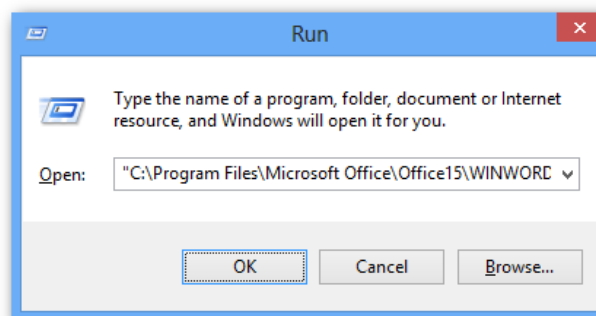 Run
Type the name of a program, folder, document or Internet
resource, and Windows will open it for you.
Open: "C:\Program Files\Microsoft Office\Office15\WINWORD
OK Cancel Browse...